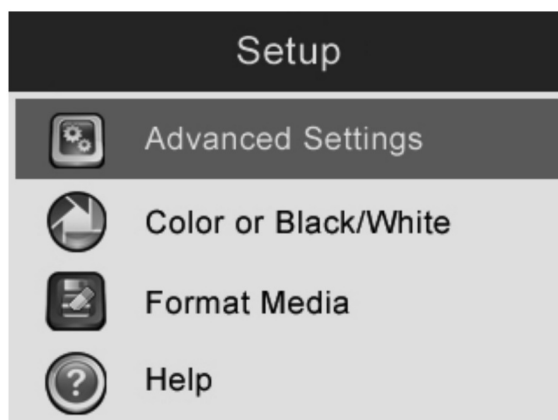 Setup
Advanced Settings
Color or Black/White
Format Media
?
Help